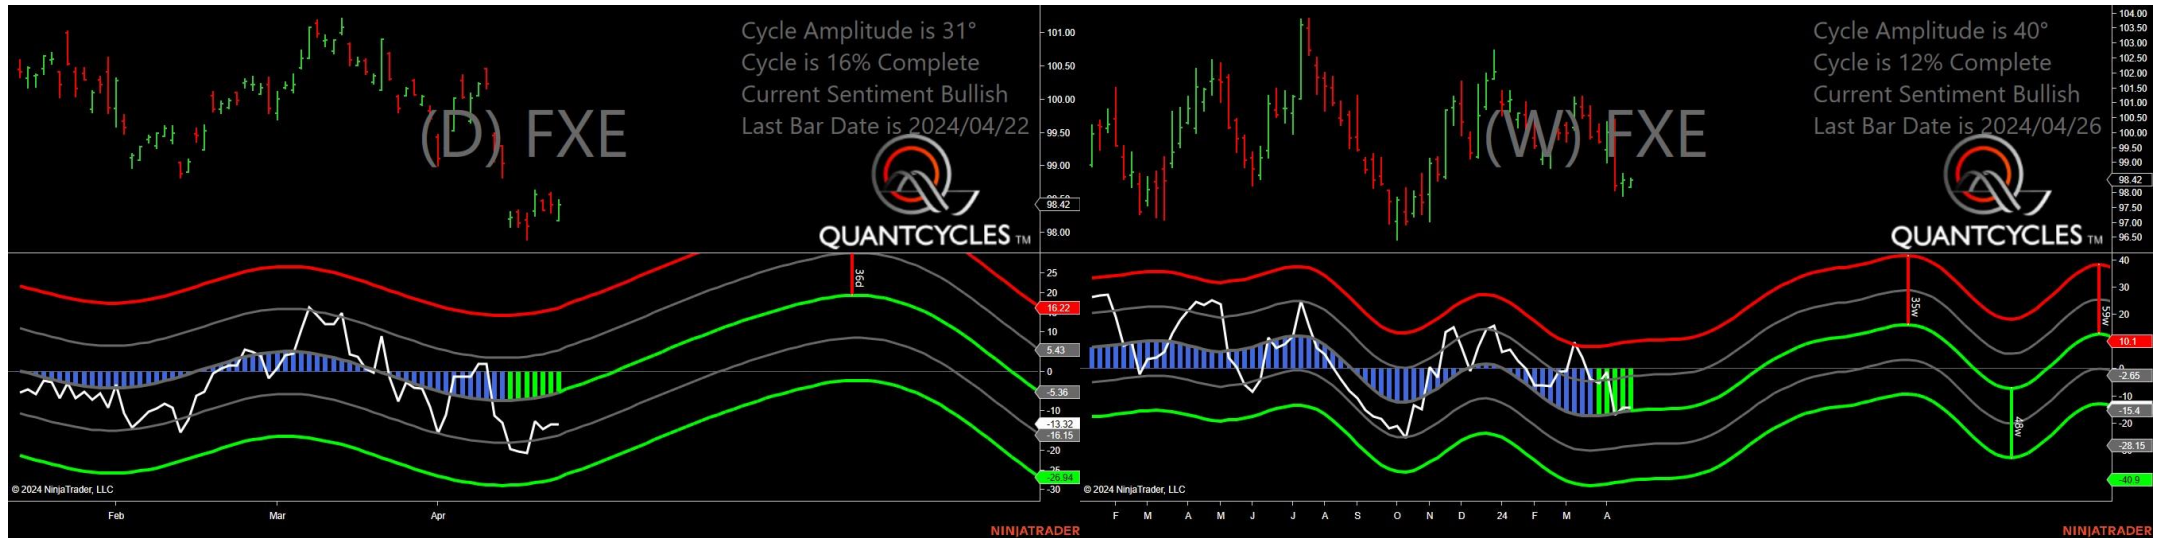 Cycle Amplitude is 31°
Cycle is 16% Complete
Current Sentiment Bullish
Last Bar Date is 2024/04/22
(D) FXE
QUANTCYCLES TM
101.00
100.50
100.00
99.50
99.00
98.42
98.00
36d
25
20
16.22
10
5.43
0
-5.36
-10
-13.32
-16.15
-20
-26.94
-30
© 2024 NinjaTrader, LLC
Feb Mar Apr
NINJATRADER
Cycle Amplitude is 40°
Cycle is 12% Complete
Current Sentiment Bullish
Last Bar Date is 2024/04/26
(W) FXE
QUANTCYCLES TM
104.00
103.50
103.00
102.50
102.00
101.50
101.00
100.50
100.00
99.50
99.00
98.42
98.00
97.50
97.00
96.50
35w
59w
48w
40
30
20
10.1
-2.65
-10
-15.4
-20
-28.15
-40.9
© 2024 NinjaTrader, LLC
F M A M J J A S O N D 24 F M A
NINJATRADER